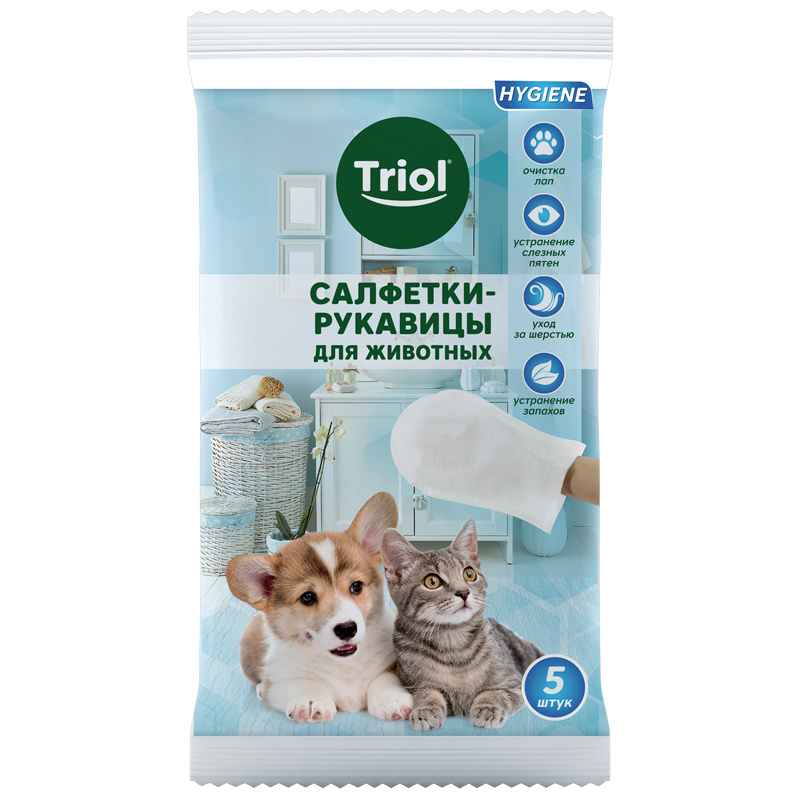 HYGIENE
Triol®
очистка
лап
устранение
слезных
пятен
уход
за шерстью
устранение
запахов
САЛФЕТКИ-
РУКАВИЦЫ
для животных
5
штук